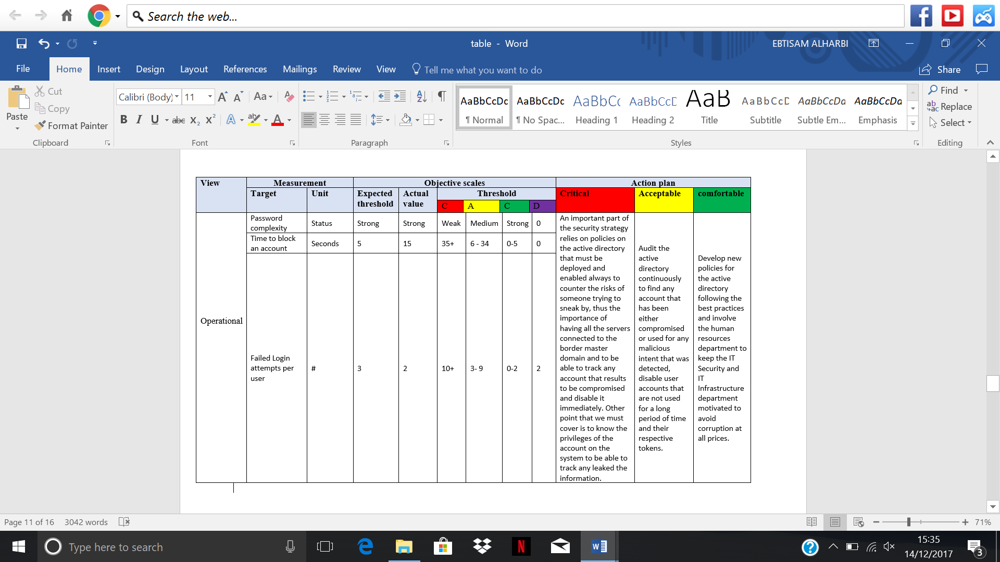 Search the web...
table - Word
EBTISAM ALHARBI
File
Home
Insert
Design
Layout
References
Mailings
Review
View
Tell me what you want to do
Share
Paste
Cut
Copy
Format Painter
Clipboard
Calibri (Body)
11
Aa
B I U abc X₂ X²
Font
Paragraph
AaBbCcDc
¶ Normal
AaBbCcDc
¶ No Spac...
AaBbCc
Heading 1
AaBbCcE
Heading 2
AaB
Title
AaBbCcD
Subtitle
AaBbCcDa
Subtle Em...
AaBbCcDa
Emphasis
Styles
Find
Replace
Select
Editing
View
Measurement
Objective scales
Action plan
Target
Unit
Expected
threshold
Actual
value
Threshold
C
A
C
D
Critical
Acceptable
comfortable
Operational
Password
complexity
Status
Strong
Strong
Weak
Medium
Strong
0
Time to block
an account
Seconds
5
15
35+
6 - 34
0-5
0
Failed Login
attempts per
user
#
3
2
10+
3- 9
0-2
2
An important part of
the security strategy
relies on policies on
the active directory
that must be
deployed and
enabled always to
counter the risks of
someone trying to
sneak by, thus the
importance of
having all the servers
connected to the
border master
domain and to be
able to track any
account that results
to be compromised
and disable it
immediately. Other
point that we must
cover is to know the
privileges of the
account on the
system to be able to
track any leaked the
information.
Audit the
active
directory
continuously
to find any
account that
has been
either
compromised
or used for any
malicious
intent that was
detected,
disable user
accounts that
are not used
for a long
period of time
and their
respective
tokens.
Develop new
policies for
the active
directory
following the
best practices
and involve
the human
resources
department to
keep the IT
Security and
IT
Infrastructure
department
motivated to
avoid
corruption at
all prices.
Page 11 of 16
3042 words
71%
Type here to search
15:35
14/12/2017
3